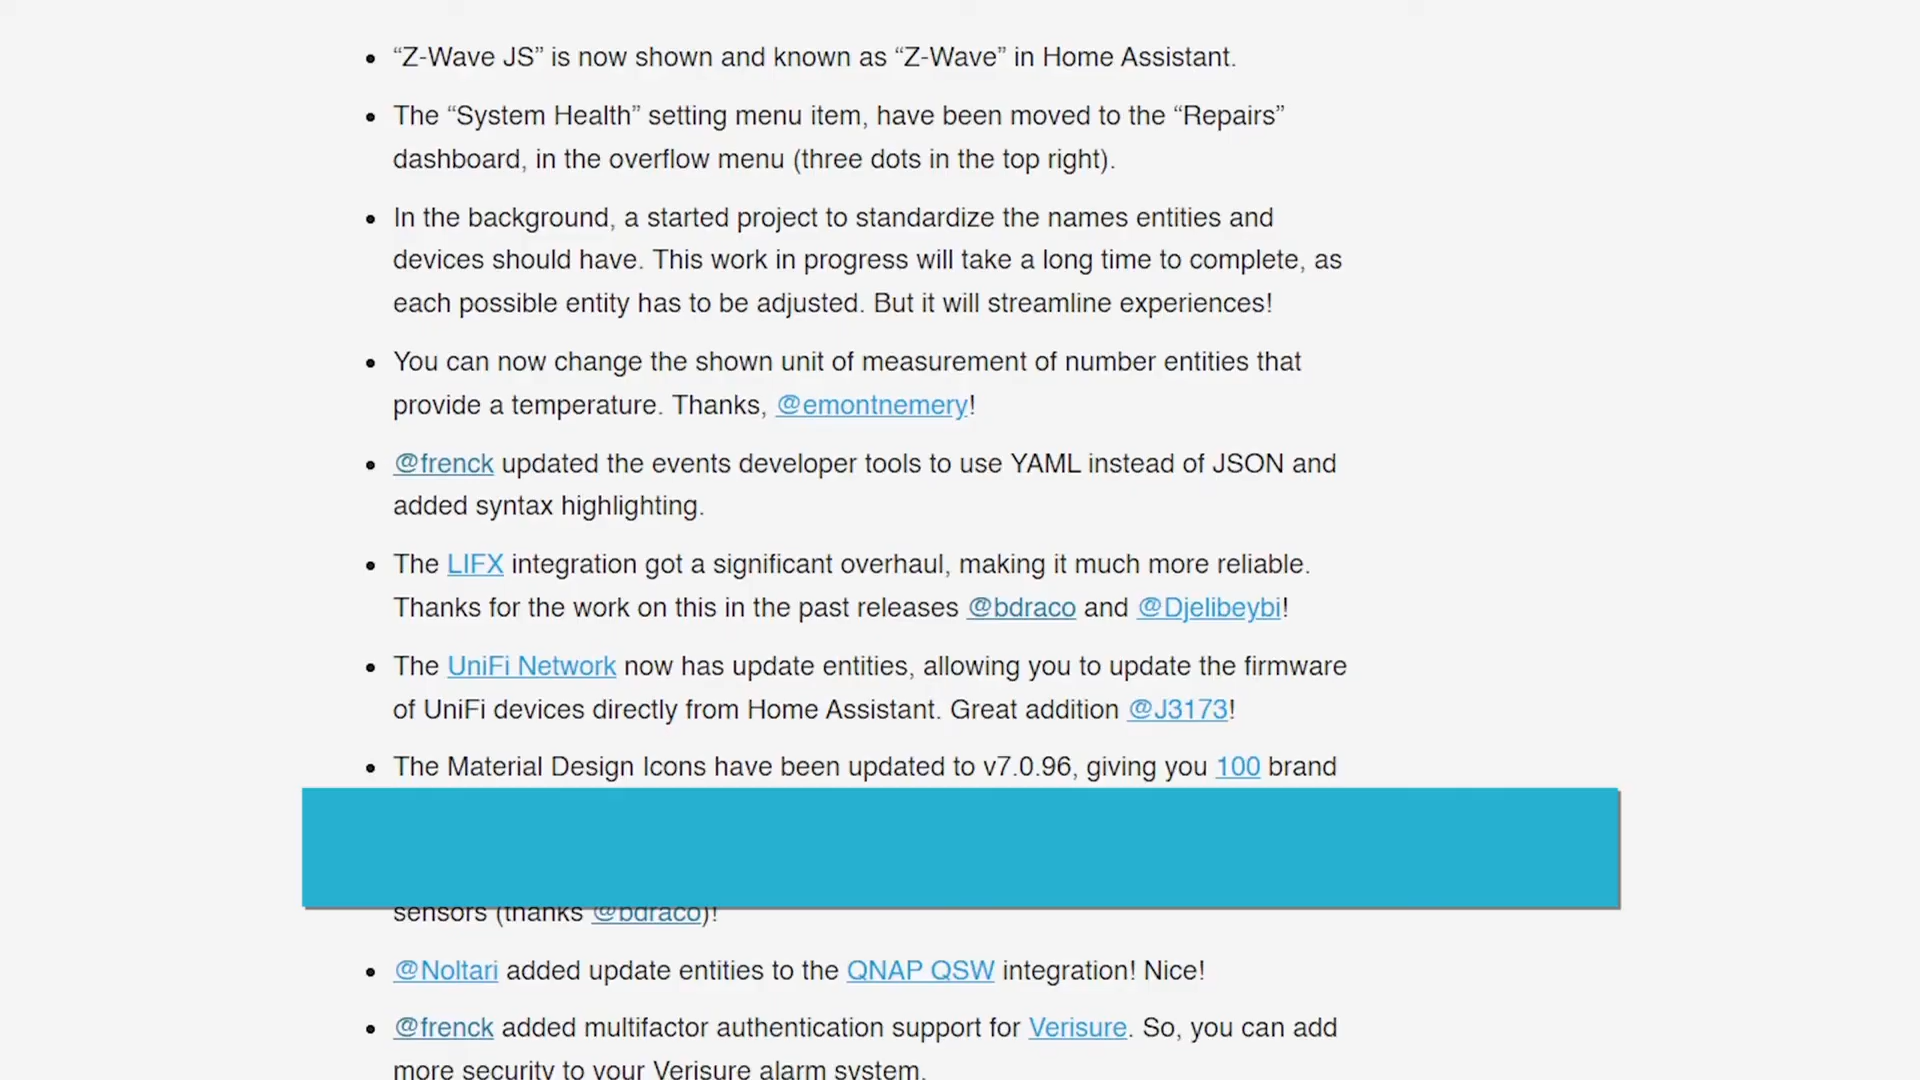 “Z-Wave JS” is now shown and known as “Z-Wave” in Home Assistant.
The “System Health” setting menu item, have been moved to the “Repairs”
dashboard, in the overflow menu (three dots in the top right).
In the background, a started project to standardize the names entities and
devices should have. This work in progress will take a long time to complete, as
each possible entity has to be adjusted. But it will streamline experiences!
You can now change the shown unit of measurement of number entities that
provide a temperature. Thanks, @emontnemery!
@frenck updated the events developer tools to use YAML instead of JSON and
added syntax highlighting.
The LIFX integration got a significant overhaul, making it much more reliable.
Thanks for the work on this in the past releases @bdraco and @Djelibeybi!
The UniFi Network now has update entities, allowing you to update the firmware
of UniFi devices directly from Home Assistant. Great addition @J3173!
The Material Design Icons have been updated to v7.0.96, giving you 100 brand
sensors (thanks @bdraco)!
@Noltari added update entities to the QNAP QSW integration! Nice!
@frenck added multifactor authentication support for Verisure. So, you can add
more security to your Verisure alarm system.